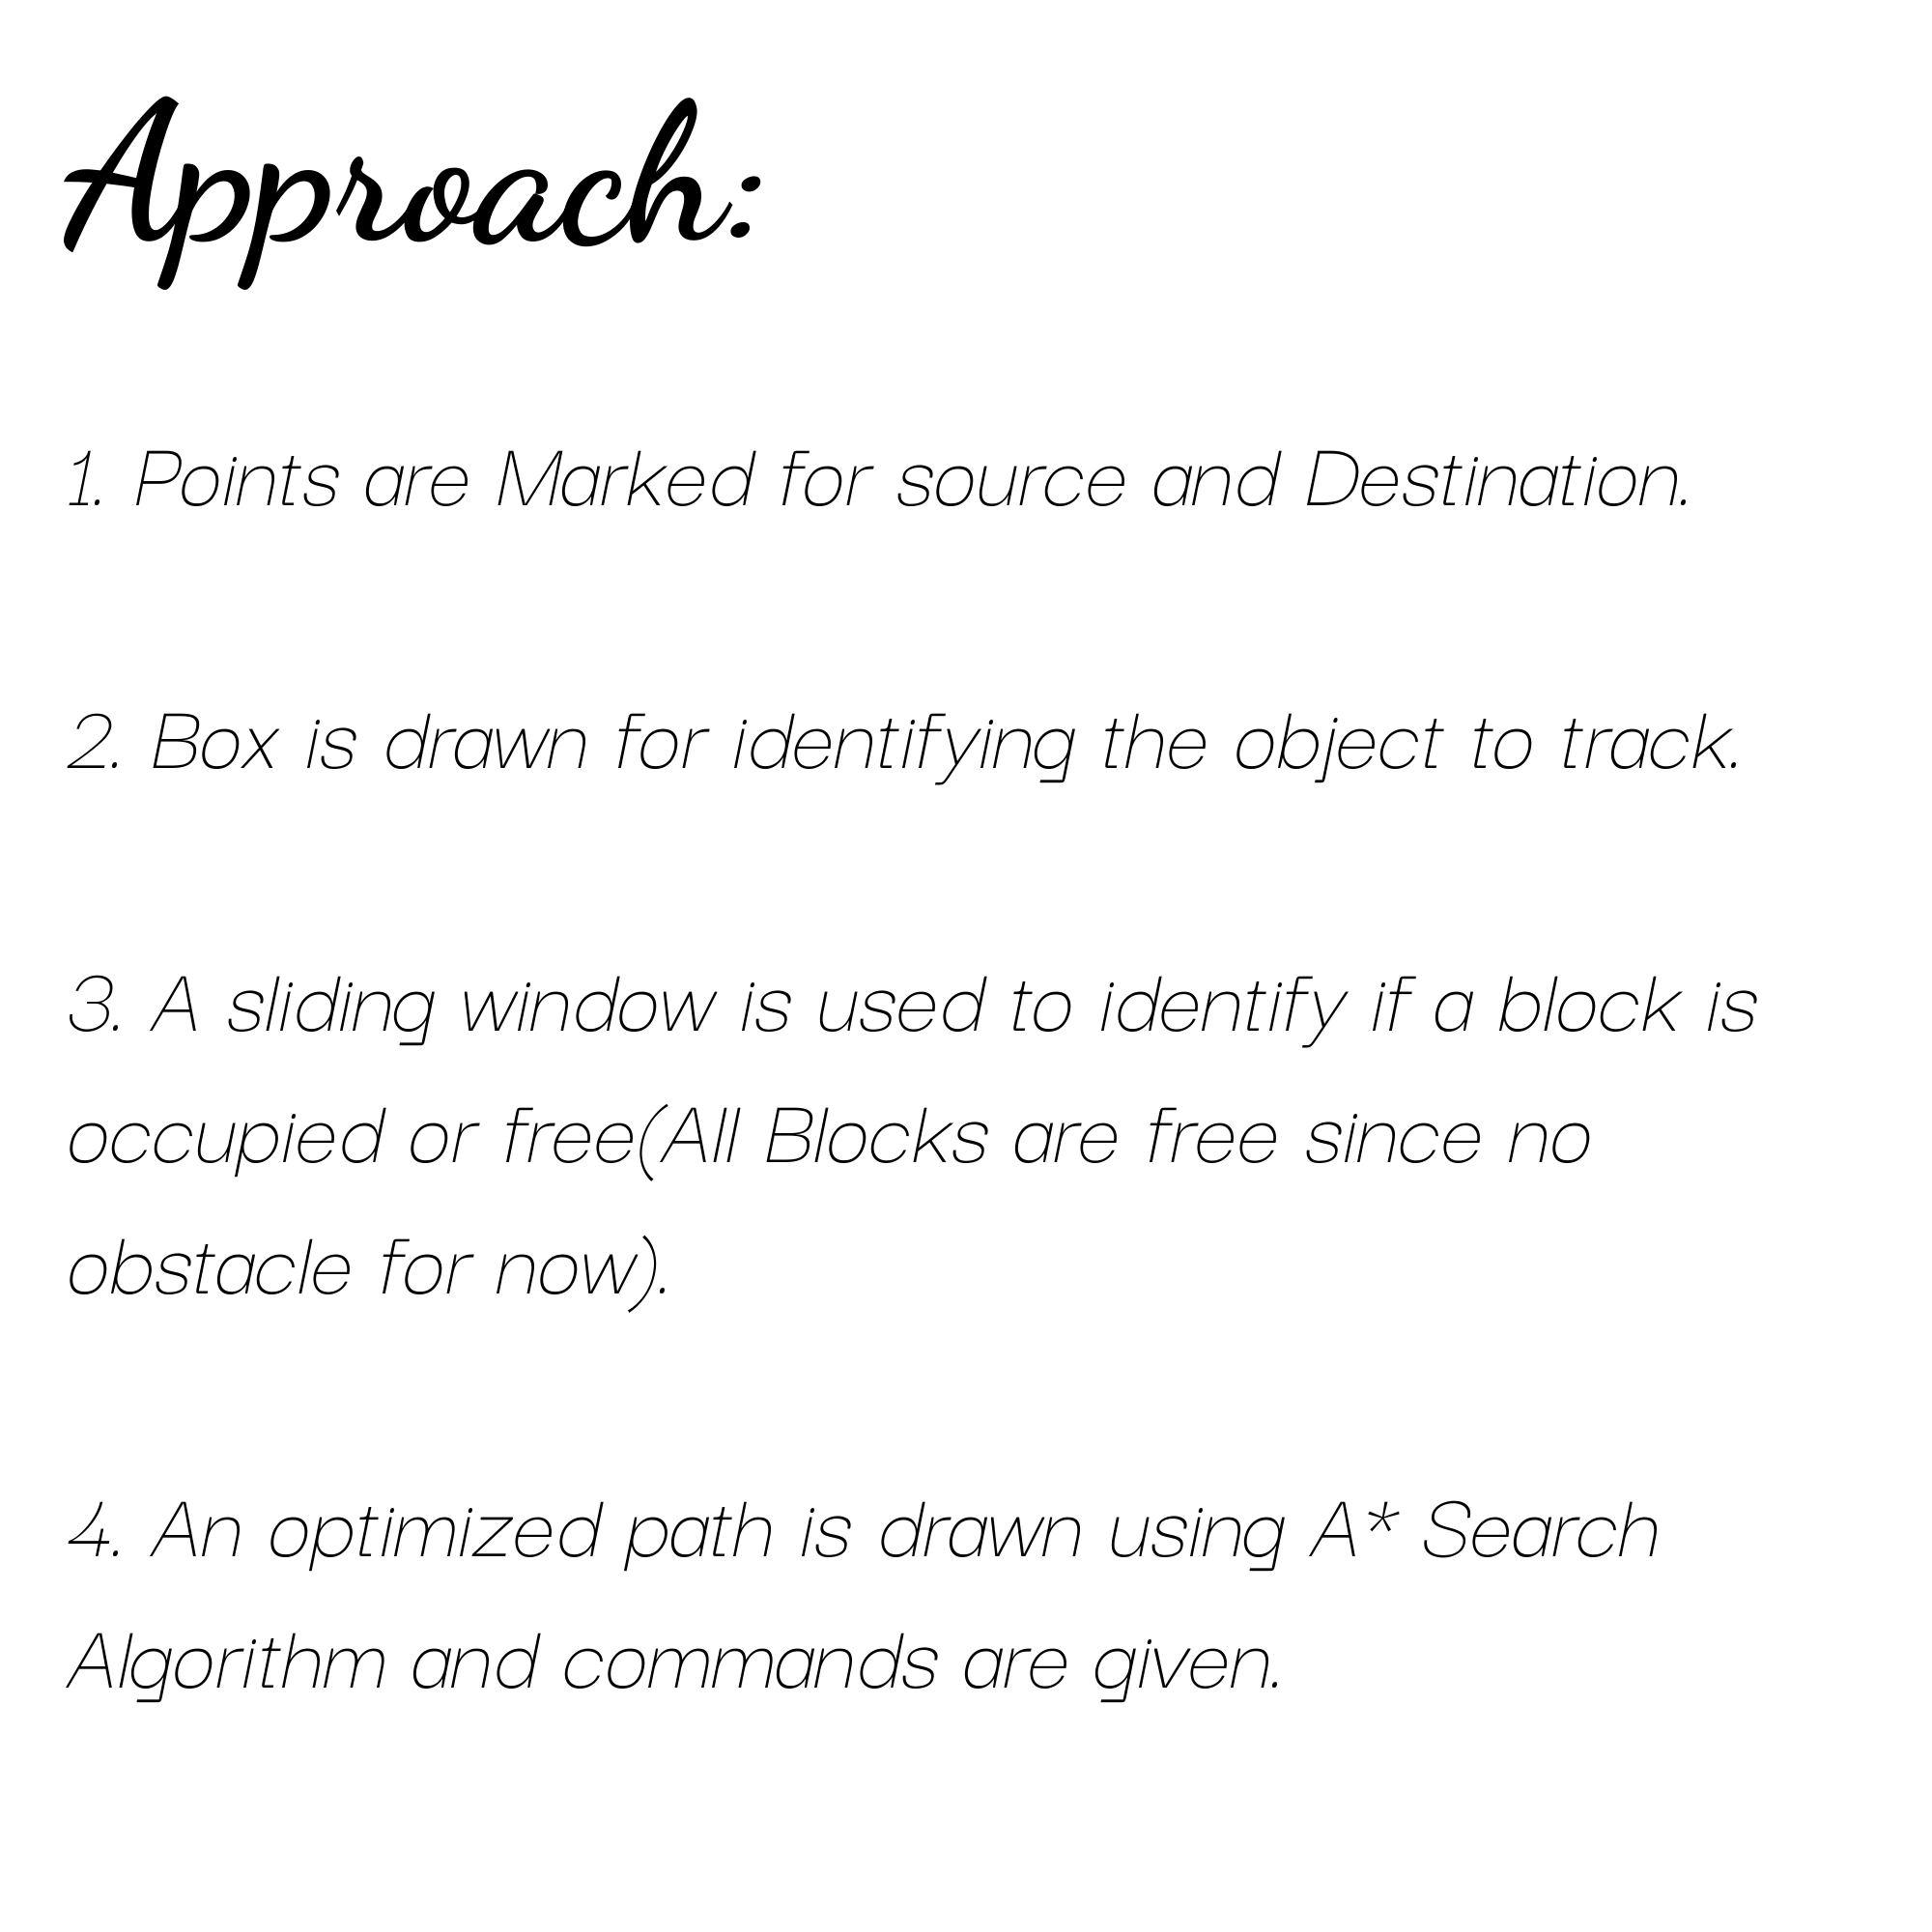 Approach:
1. Points are Marked for source and Destination.
2. Box is drawn for identifying the object to track.
3. A sliding window is used to identify if a block is
occupied or free(All Blocks are free since no
obstacle for now).
4. An optimized path is drawn using A* Search
Algorithm and commands are given.